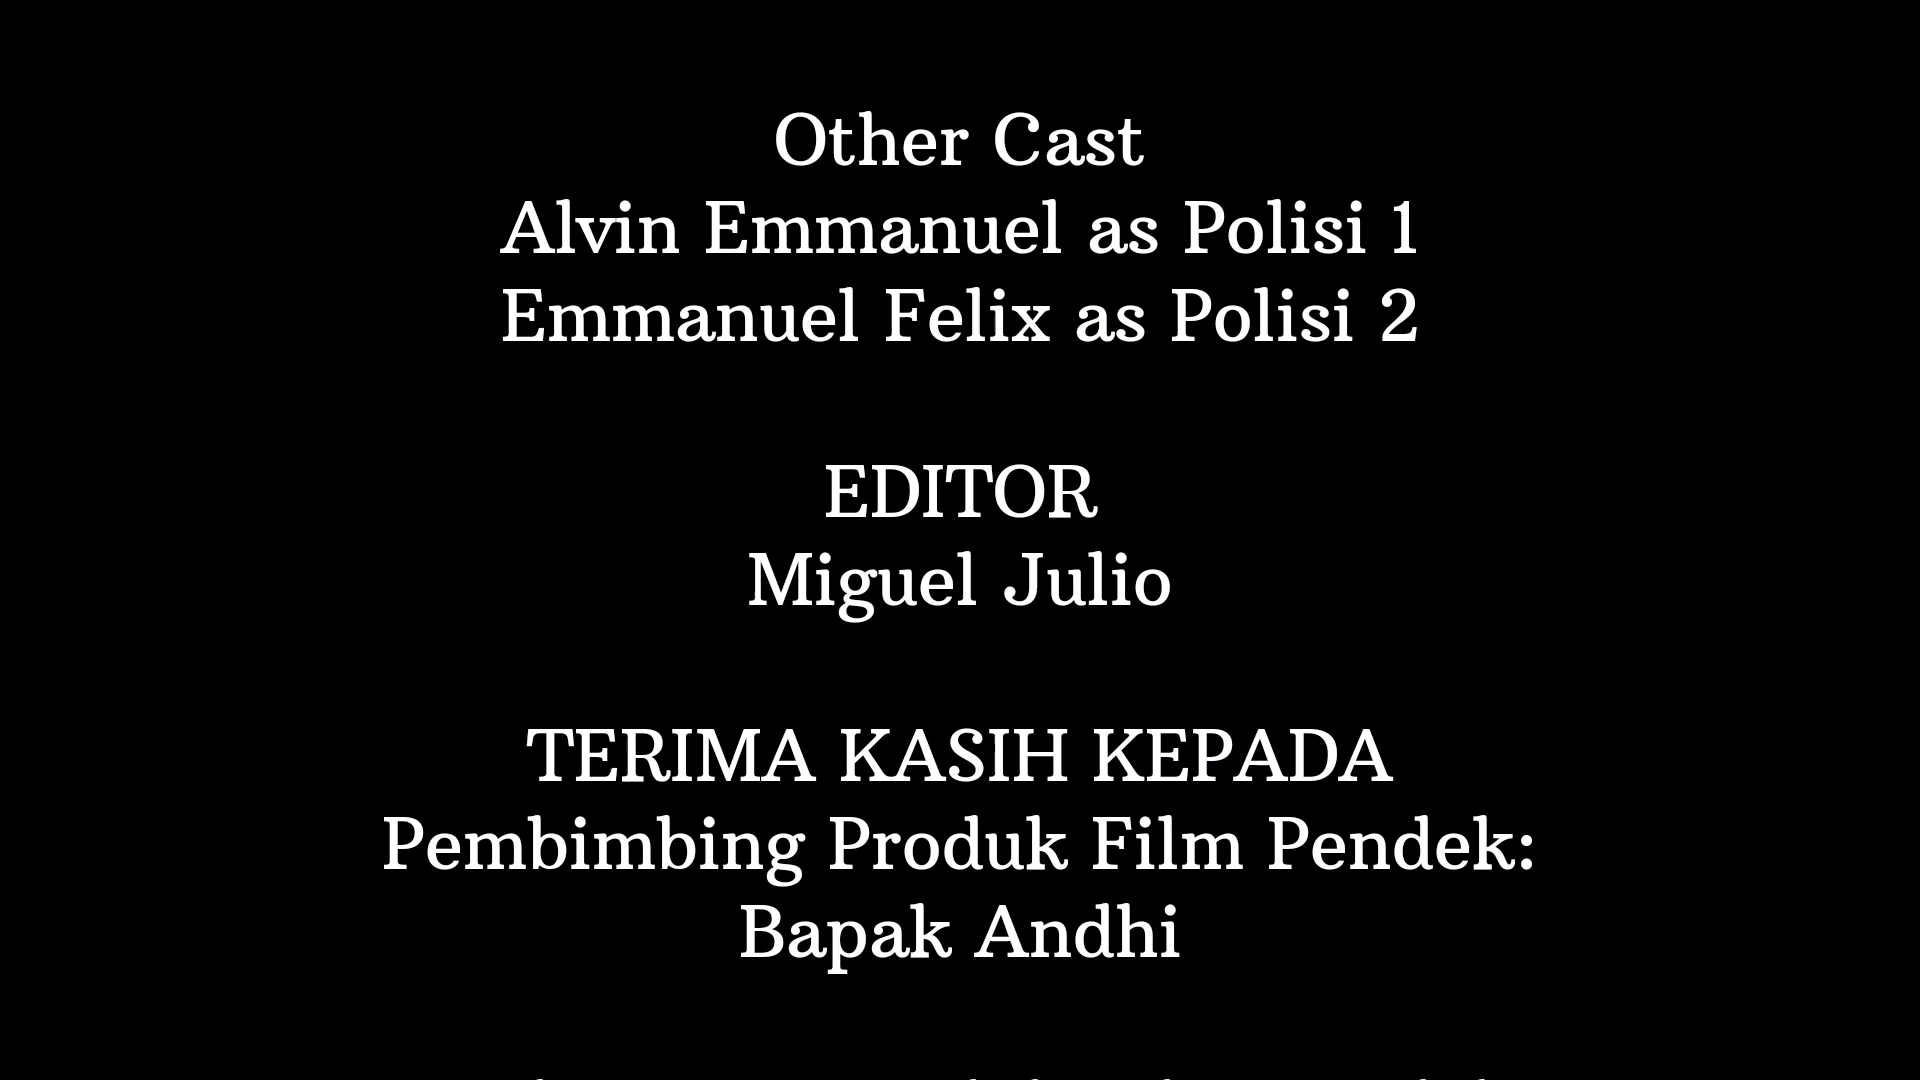 Other Cast
Alvin Emmanuel as Polisi 1
Emmanuel Felix as Polisi 2
EDITOR
Miguel Julio
TERIMA KASIH KEPADA
Pembimbing Produk Film Pendek:
Bapak Andhi